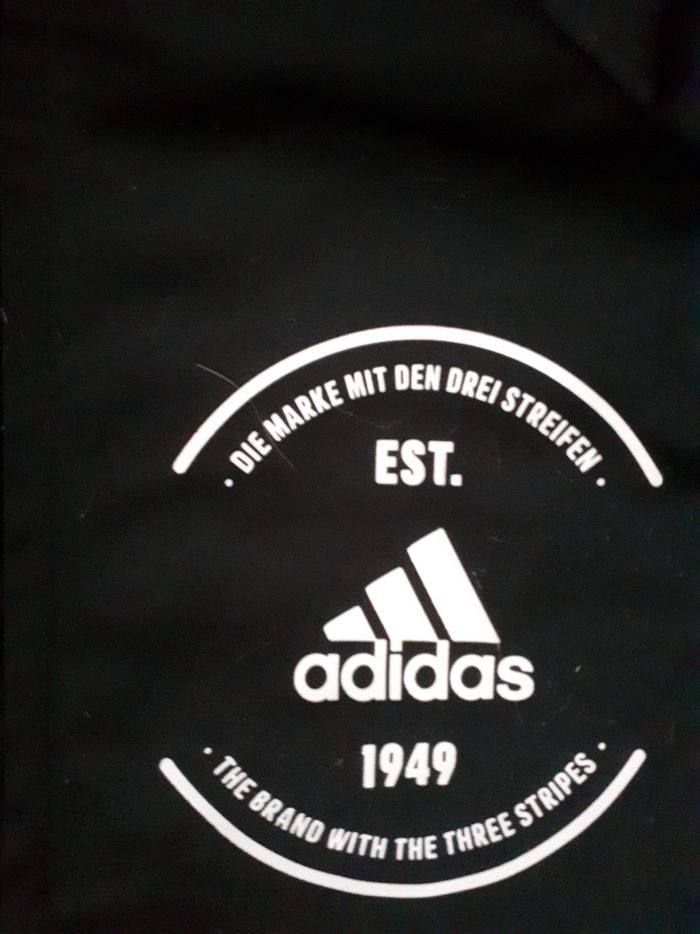 · DIE MARKE MIT DEN DREI STREIFEN ·
EST.
adidas
1949
· THE BRAND WITH THE THREE STRIPES ·